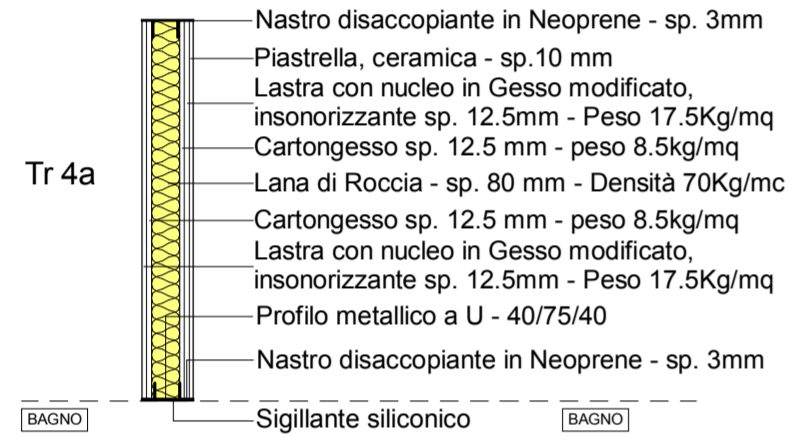 Nastro disaccopiante in Neoprene - sp. 3mm
Piastrella, ceramica - sp.10 mm
Lastra con nucleo in Gesso modificato,
insonorizzante sp. 12.5mm - Peso 17.5Kg/mq
Cartongesso sp. 12.5 mm - peso 8.5kg/mq
Tr 4a
Lana di Roccia - sp. 80 mm - Densità 70Kg/mc
Cartongesso sp. 12.5 mm - peso 8.5kg/mq
Lastra con nucleo in Gesso modificato,
insonorizzante sp. 12.5mm - Peso 17.5Kg/mq
Profilo metallico a U - 40/75/40
Nastro disaccopiante in Neoprene - sp. 3mm
BAGNO
Sigillante siliconico
BAGNO